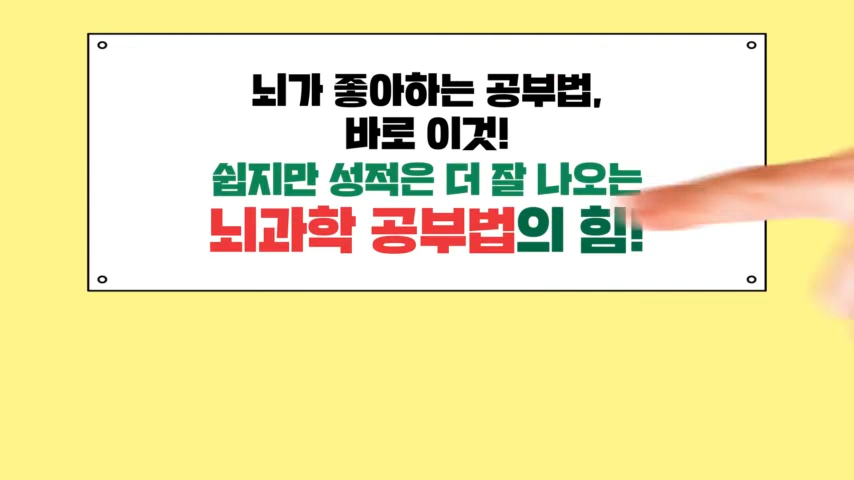 뇌가 좋아하는 공부법,
바로 이것!
쉽지만 성적은 더 잘 나오는
뇌과학 공부법의 힘!